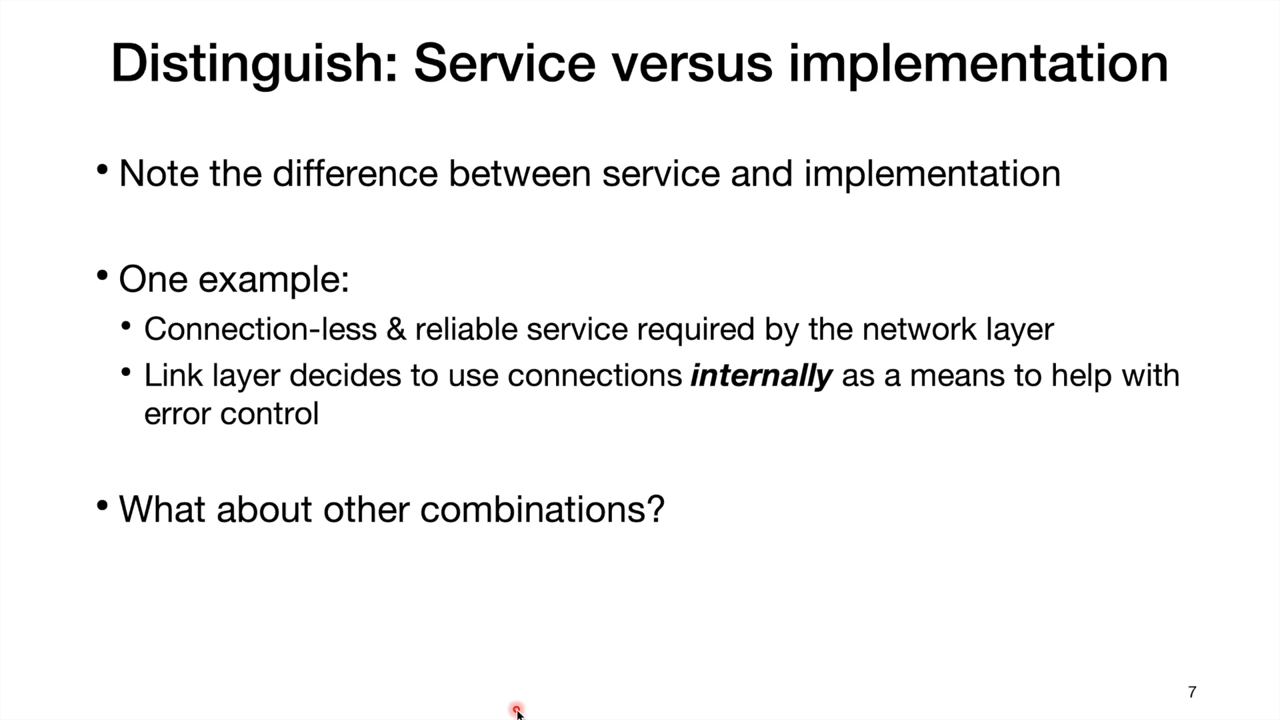 Distinguish: Service versus implementation
• Note the difference between service and implementation
• One example:
• Connection-less & reliable service required by the network layer
• Link layer decides to use connections internally as a means to help with
error control
• What about other combinations?
7